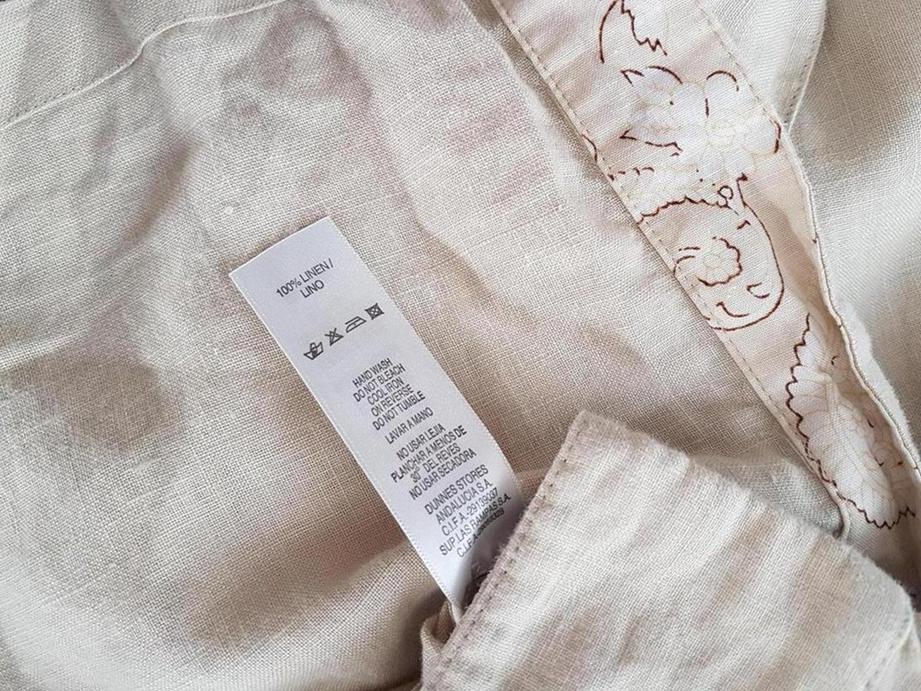 100% LINEN /
LINO
HAND WASH
DO NOT BLEACH
COOL IRON
ON REVERSE
DO NOT TUMBLE
LAVAR A MANO
NO USAR LEJIA
PLANCHAR A MENOS DE
30° DEL REVES
NO USAR SECADORA
DUNNES STORES
ANDALUCIA S.A.
C.I.F. A-29139037
SUP. LAS RAMPAS S.A.
C.I.F. A-